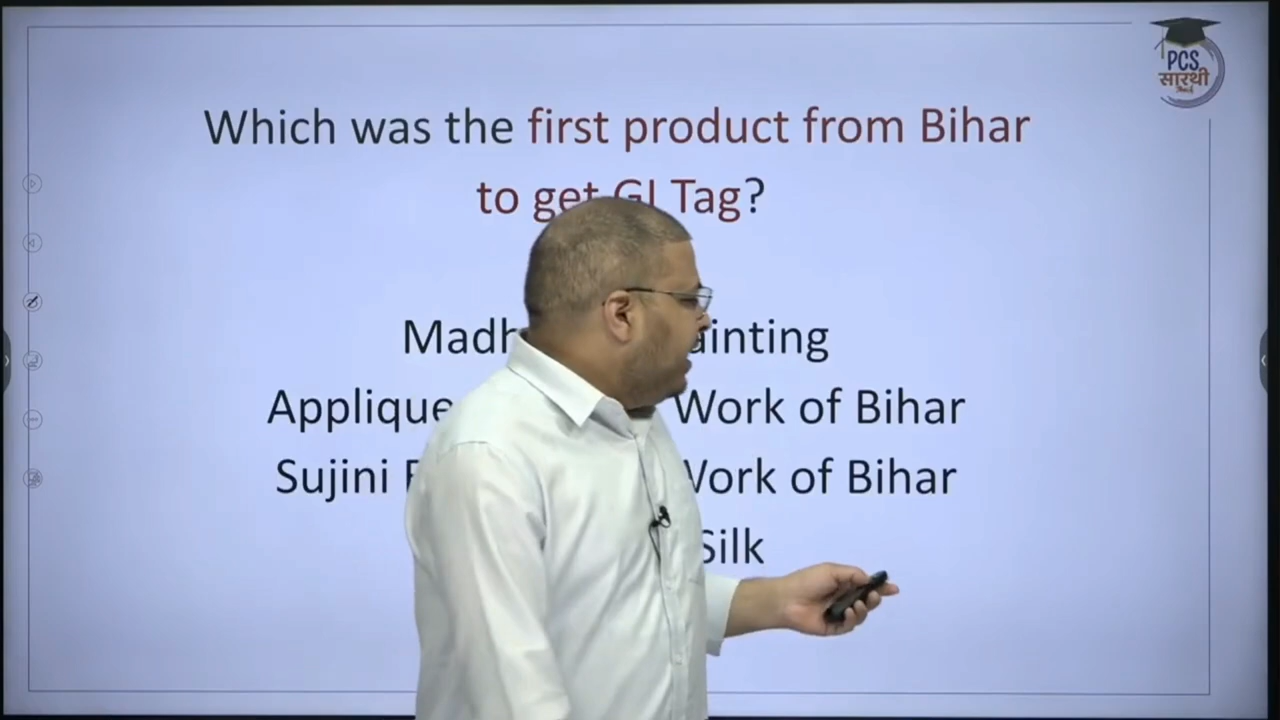 PCS
सारथी
Which was the first product from Bihar
to get GI Tag?
Madh ainting
Applique Work of Bihar
Sujini Work of Bihar
Silk